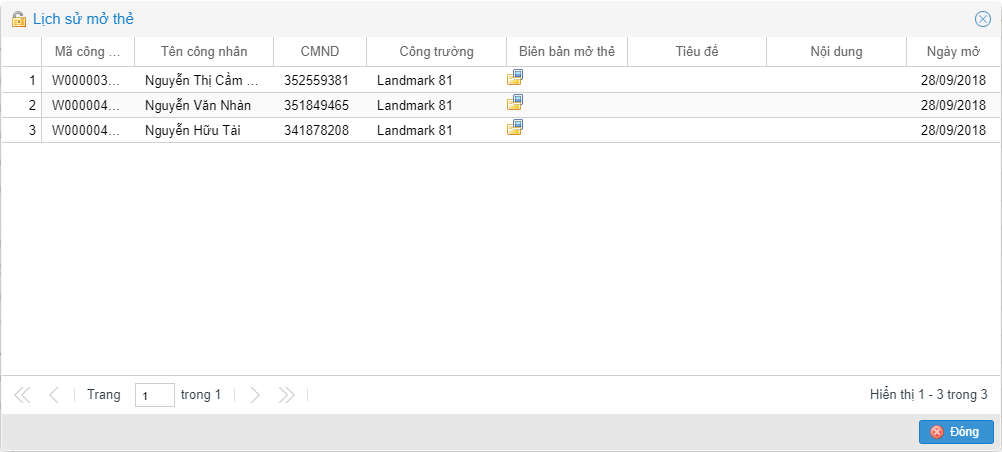 Lịch sử mở thẻ
Mã công ... Tên công nhân CMND Công trường Biên bản mở thẻ Tiêu đề Nội dung Ngày mở
1 W000003... Nguyễn Thị Cầm ... 352559381 Landmark 81 28/09/2018
2 W000004... Nguyễn Văn Nhàn 351849465 Landmark 81 28/09/2018
3 W000004... Nguyễn Hữu Tài 341878208 Landmark 81 28/09/2018
Trang 1 trong 1 Hiển thị 1 - 3 trong 3
Đóng